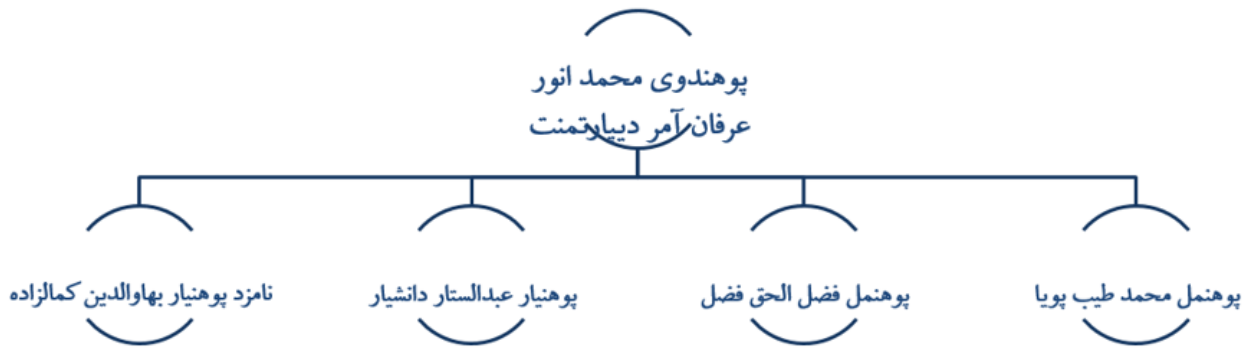 پوهندوی محمد انور
عرفان آمر دیپارتمنت
پوهنمل محمد طیب پویا
پوهنمل فضل الحق فضل
پوهنیار عبدالستار دانشیار
نامزد پوهنیار بهاوالدین کمالزاده